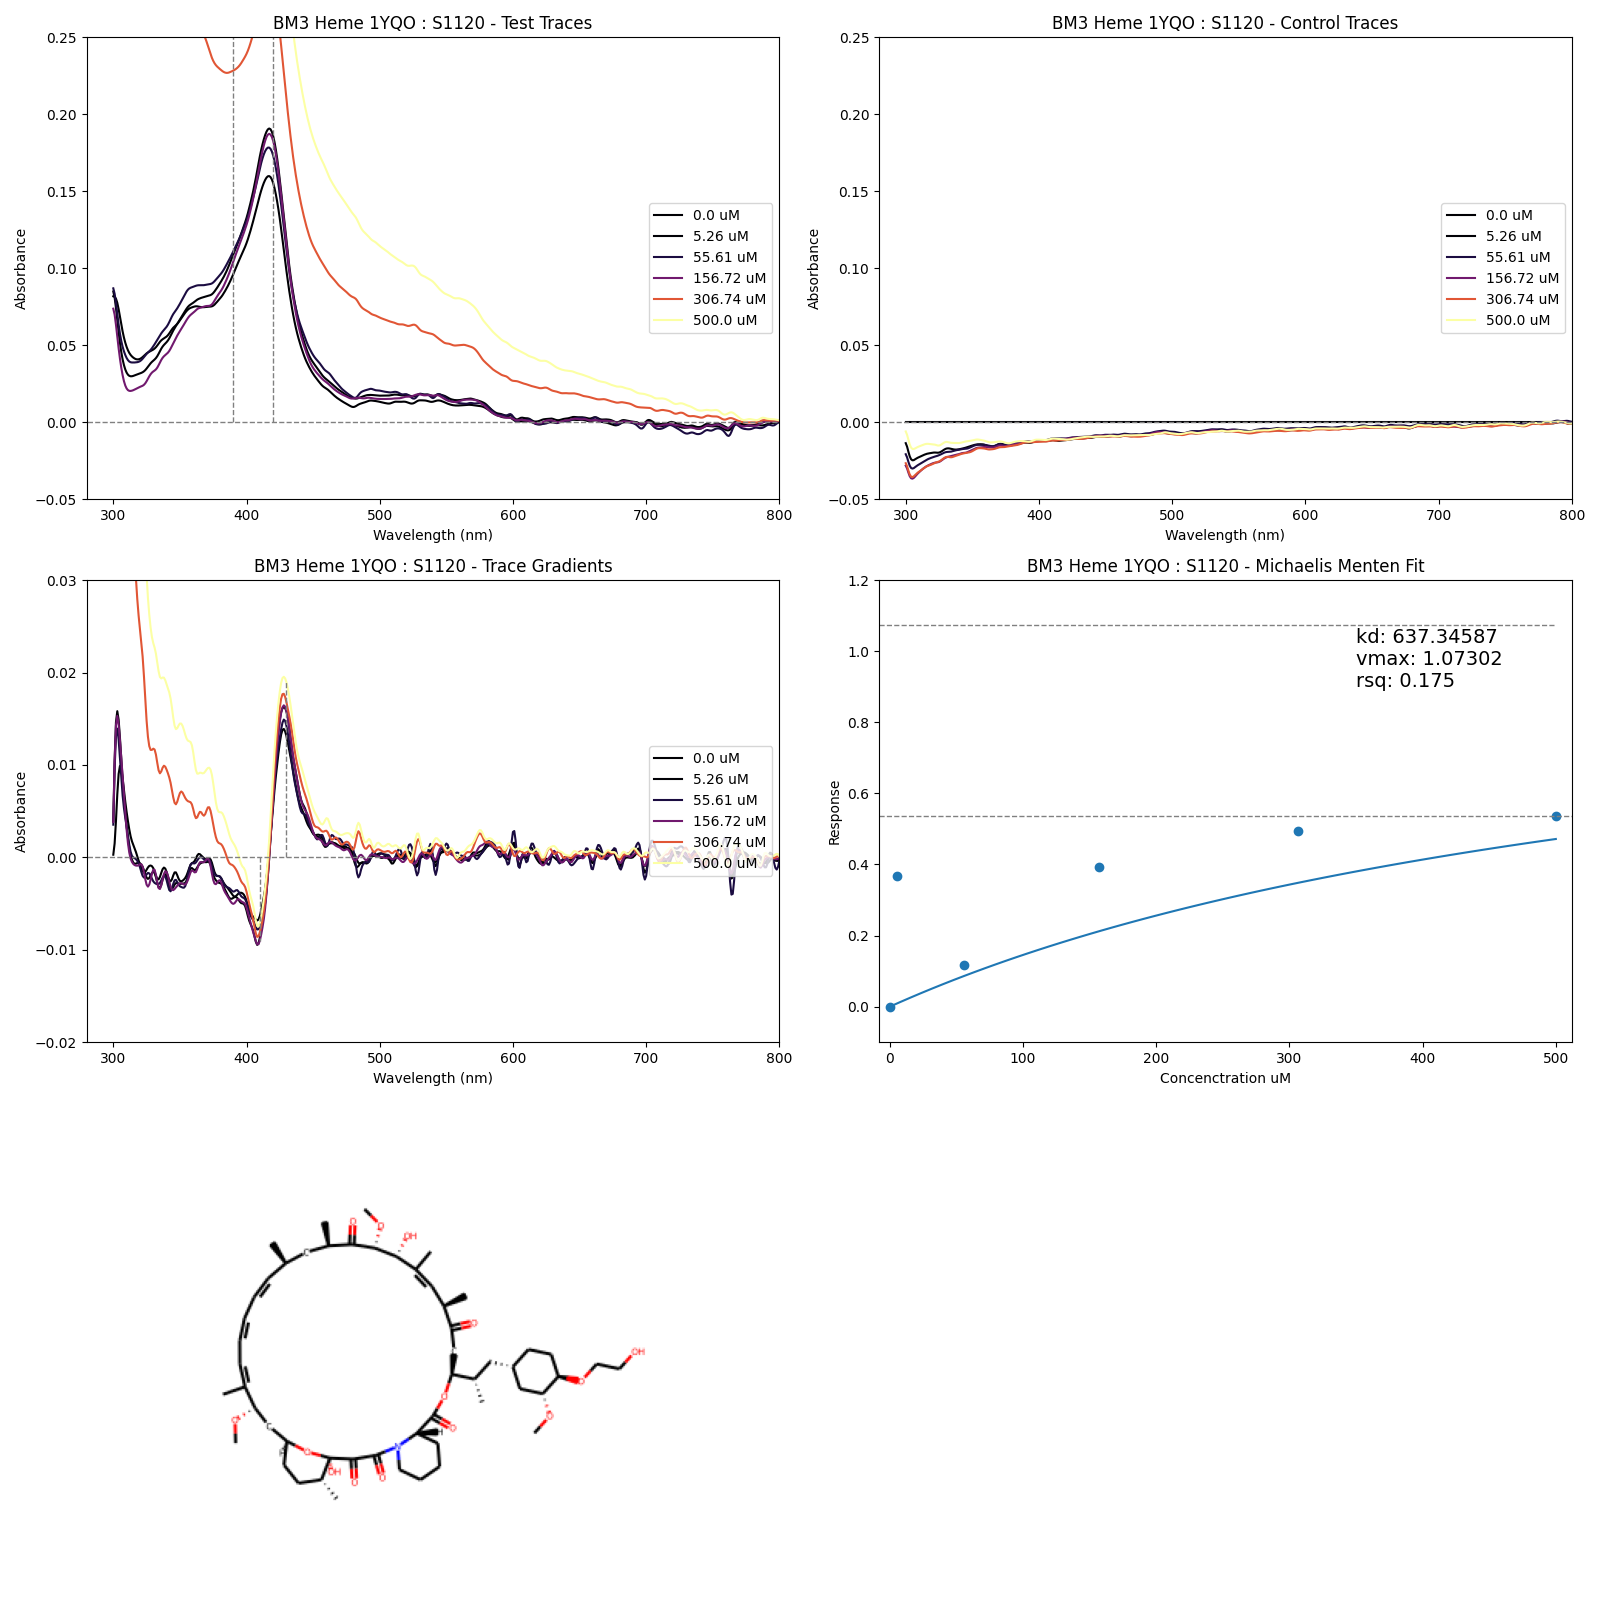 BM3 Heme 1YQO : S1120 - Test Traces
0.25
0.20
0.15
0.10
0.05
0.00
−0.05
Absorbance
300 400 500 600 700 800
Wavelength (nm)
0.0 uM
5.26 uM
55.61 uM
156.72 uM
306.74 uM
500.0 uM
BM3 Heme 1YQO : S1120 - Control Traces
0.25
0.20
0.15
0.10
0.05
0.00
−0.05
Absorbance
300 400 500 600 700 800
Wavelength (nm)
0.0 uM
5.26 uM
55.61 uM
156.72 uM
306.74 uM
500.0 uM
BM3 Heme 1YQO : S1120 - Trace Gradients
0.03
0.02
0.01
0.00
−0.01
−0.02
Absorbance
300 400 500 600 700 800
Wavelength (nm)
0.0 uM
5.26 uM
55.61 uM
156.72 uM
306.74 uM
500.0 uM
BM3 Heme 1YQO : S1120 - Michaelis Menten Fit
1.2
1.0
0.8
0.6
0.4
0.2
0.0
Response
0 100 200 300 400 500
Concenctration uM
kd: 637.34587
vmax: 1.07302
rsq: 0.175
O
O
OH
C
O
OH
O
O
O
O
O
C
H
N
H
O
OH
O
O